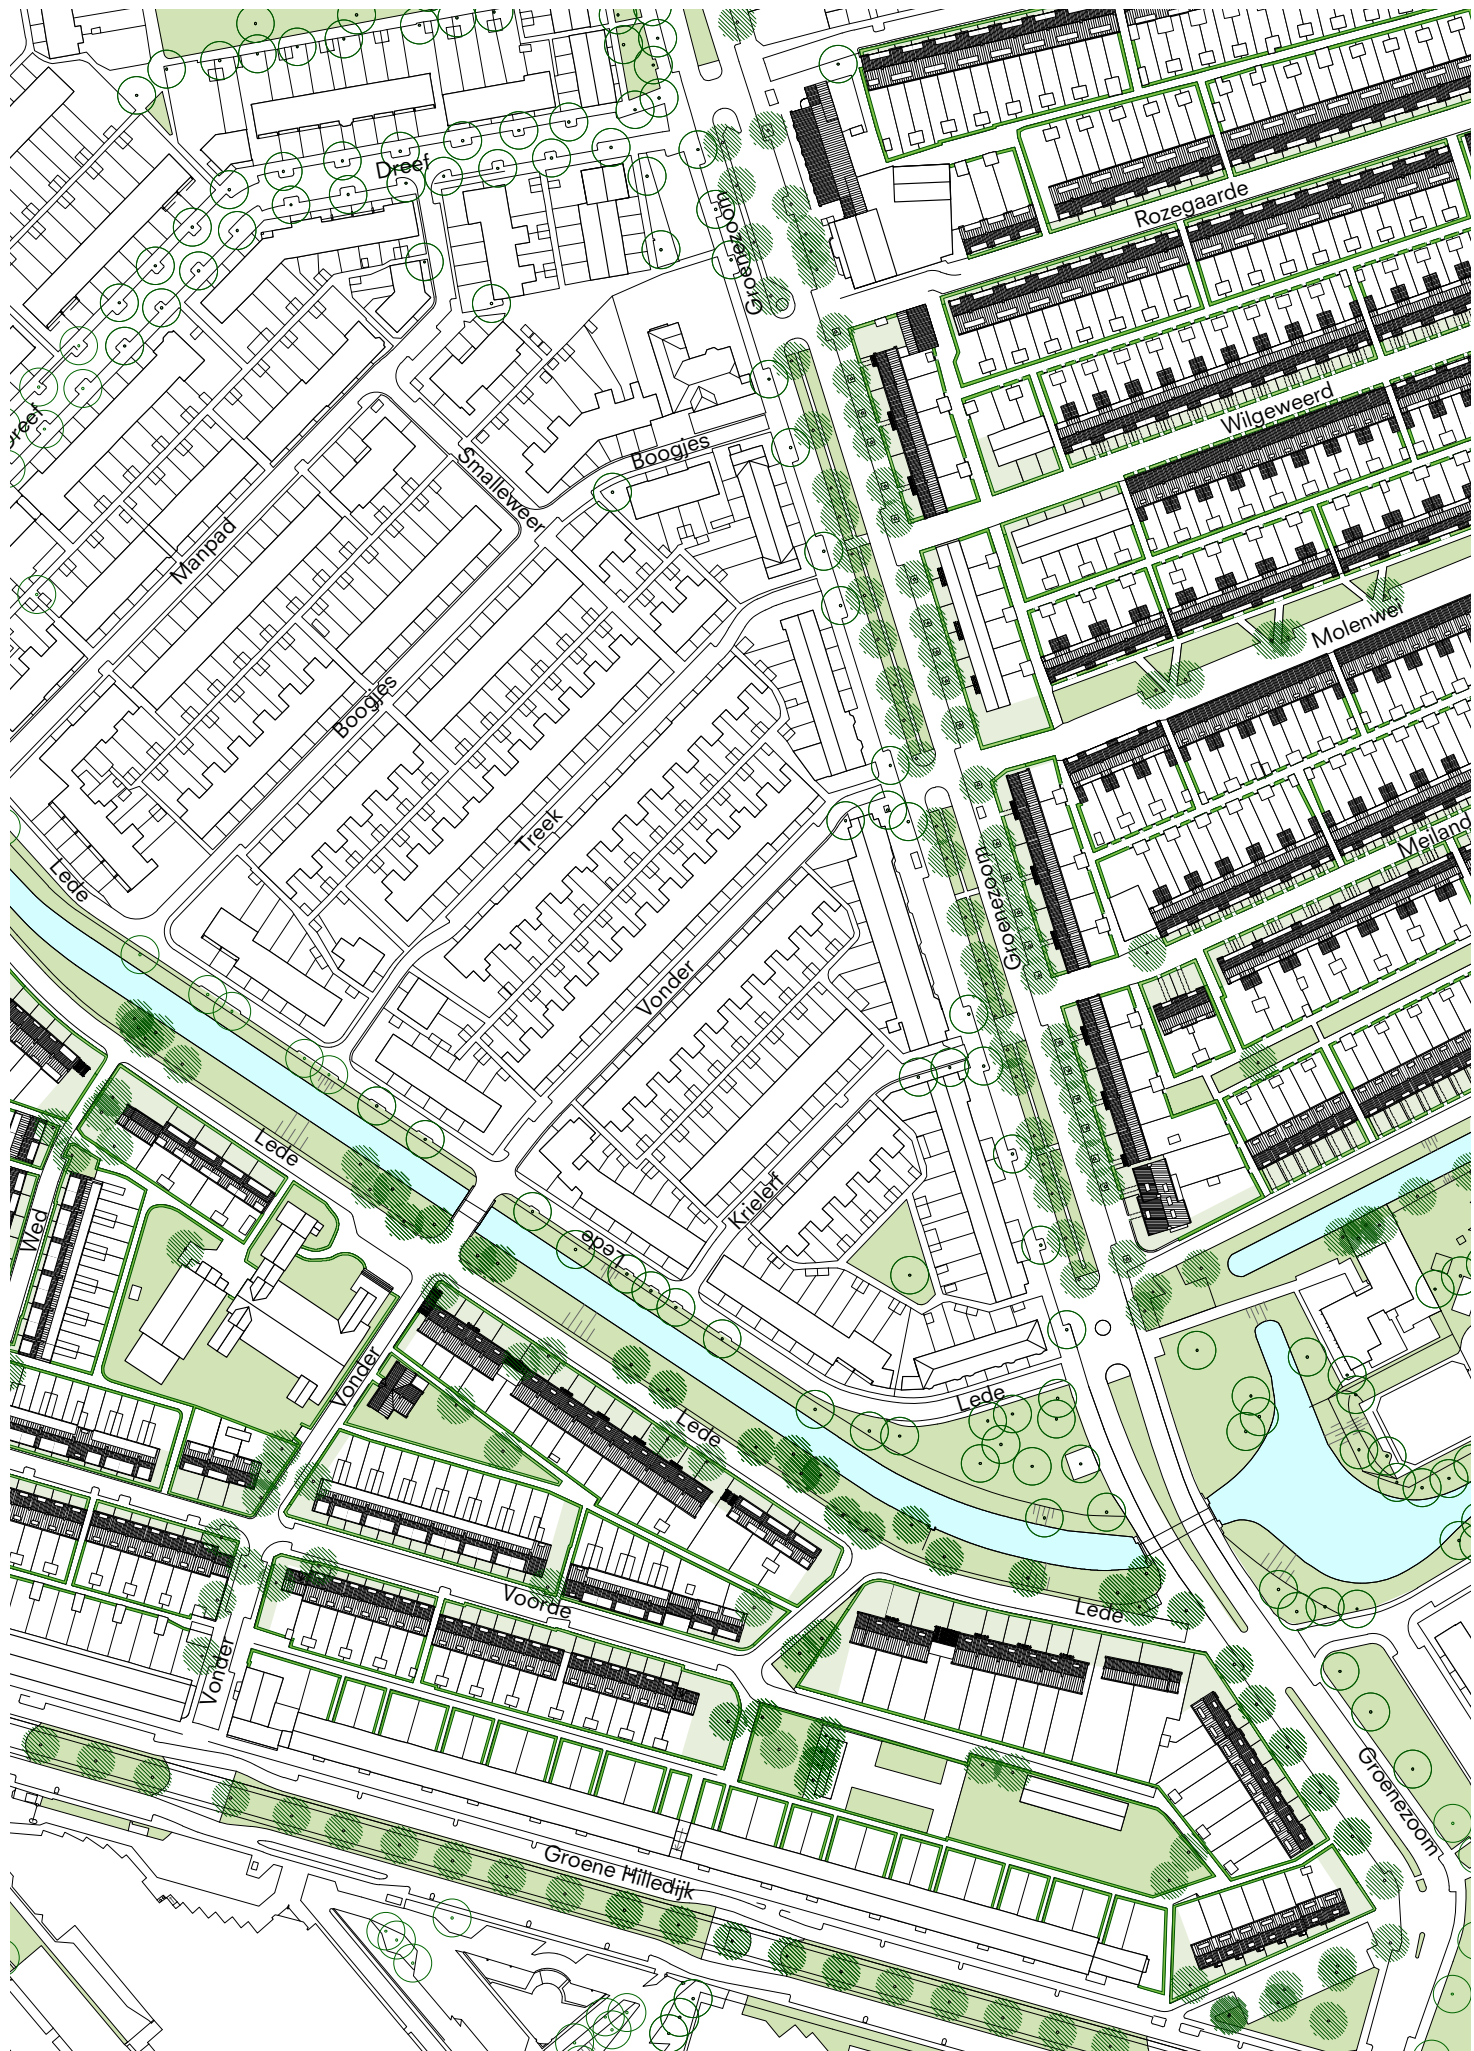 Dreef
Groenezoom
Rozegaarde
Dreef
Wilgeweerd
Boogjes
Smalleweer
Manpad
Molenwei
Boogjes
Treek
Meiland
Lede
Groenezoom
Vonder
Lede
Krielerf
Wed
Lede
Vonder
Lede
Lede
Voorde
Lede
Vonder
Groenezoom
Groene Hilledijk